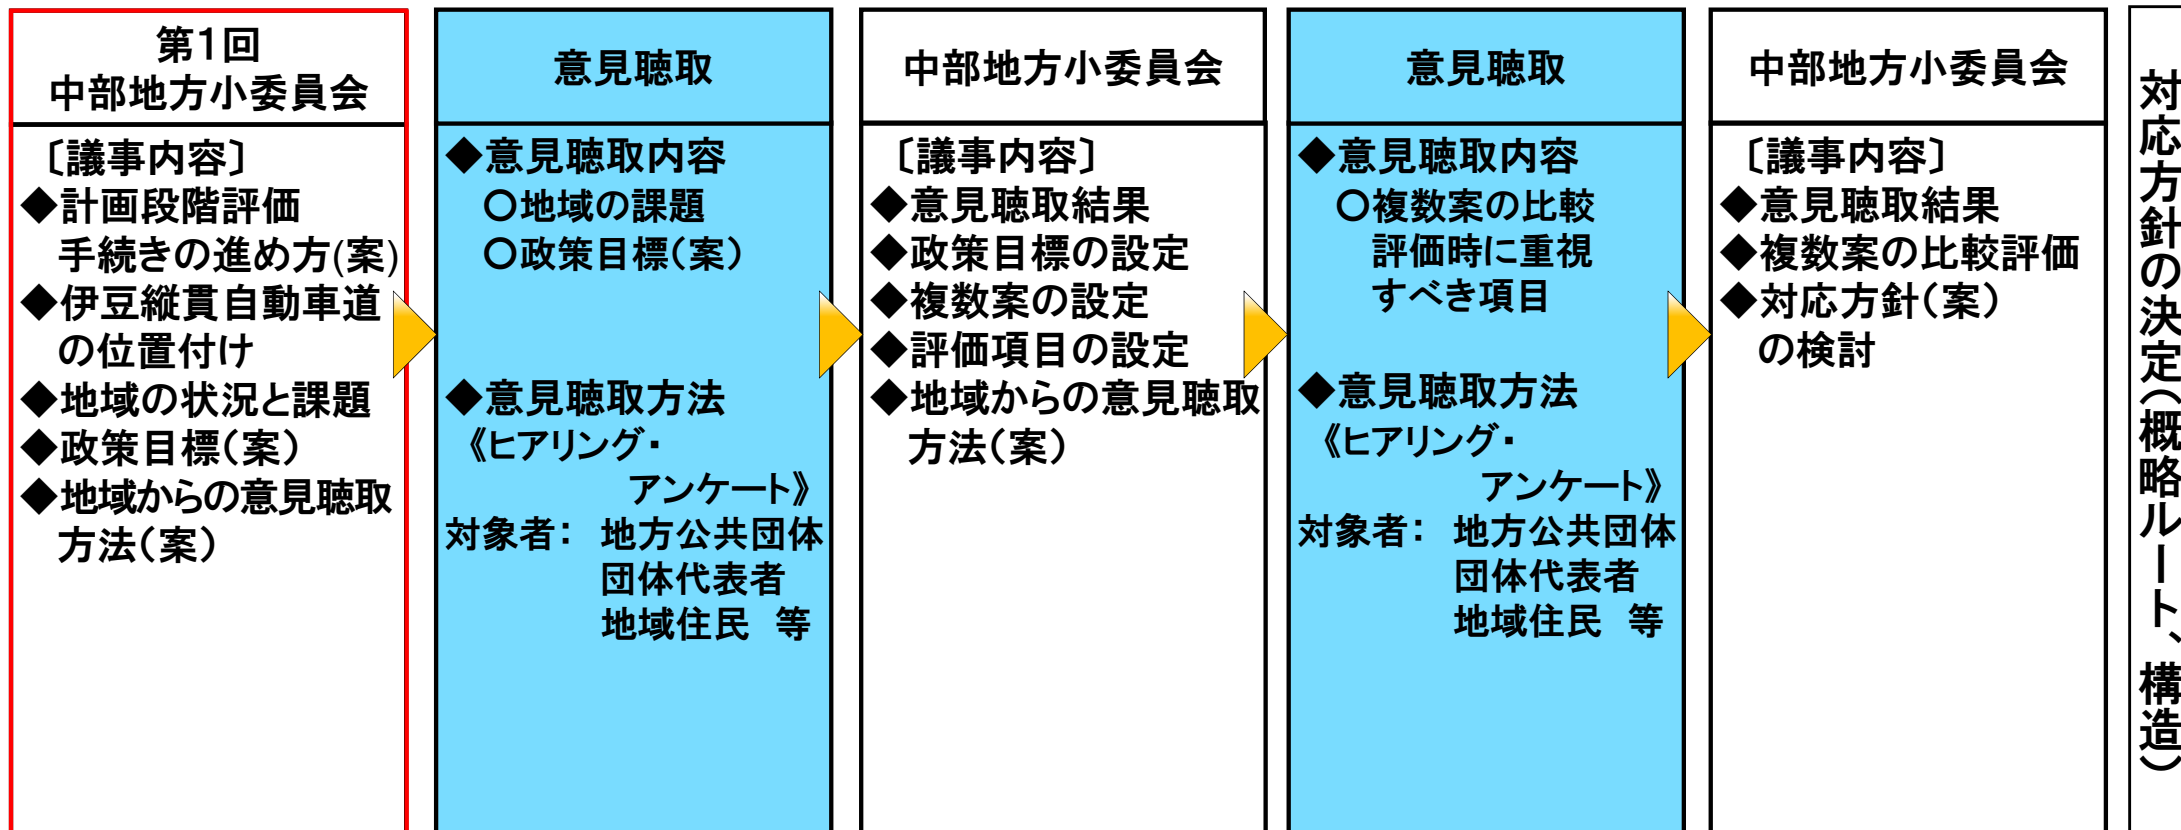 第1回
中部地方小委員会
〔議事内容〕
◆計画段階評価
手続きの進め方(案)
◆伊豆縦貫自動車道
の位置付け
◆地域の状況と課題
◆政策目標(案)
◆地域からの意見聴取
方法(案)
意見聴取
◆意見聴取内容
○地域の課題
○政策目標(案)
◆意見聴取方法
《ヒアリング・
アンケート》
対象者: 地方公共団体
団体代表者
地域住民 等
中部地方小委員会
〔議事内容〕
◆意見聴取結果
◆政策目標の設定
◆複数案の設定
◆評価項目の設定
◆地域からの意見聴取
方法(案)
意見聴取
◆意見聴取内容
○複数案の比較
評価時に重視
すべき項目
◆意見聴取方法
《ヒアリング・
アンケート》
対象者: 地方公共団体
団体代表者
地域住民 等
中部地方小委員会
〔議事内容〕
◆意見聴取結果
◆複数案の比較評価
◆対応方針(案)
の検討
対応方針の決定(概略ルート、構造)